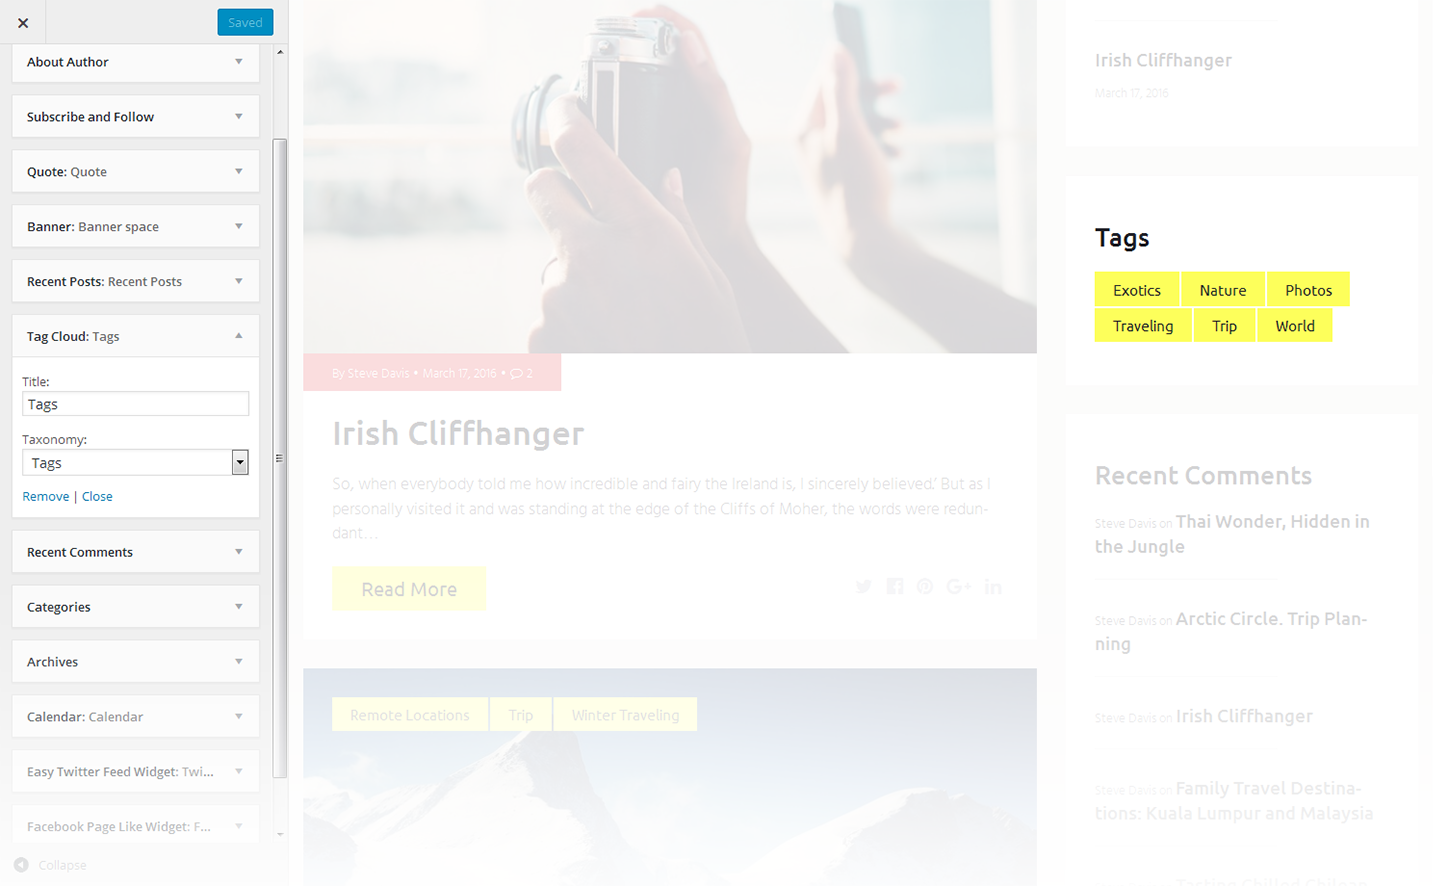 Saved
About Author
Subscribe and Follow
Quote: Quote
Banner: Banner space
Recent Posts: Recent Posts
Tag Cloud: Tags
Title:
Tags
Taxonomy:
Tags
Remove | Close
Recent Comments
Categories
Archives
Calendar: Calendar
Easy Twitter Feed Widget: Twi...
Facebook Page Like Widget: F...
Collapse
By Steve Davis • March 17, 2016 • 2
Irish Cliffhanger
So, when everybody told me how incredible and fairy the Ireland is, I sincerely believed.’ But as I
personally visited it and was standing at the edge of the Cliffs of Moher, the words were redun-
dant…
Read More
Remote Locations Trip Winter Traveling
Irish Cliffhanger
March 17, 2016
Tags
Exotics Nature Photos
Traveling Trip World
Recent Comments
Steve Davis on Thai Wonder, Hidden in
the Jungle
Steve Davis on Arctic Circle. Trip Plan-
ning
Steve Davis on Irish Cliffhanger
Steve Davis on Family Travel Destina-
tions: Kuala Lumpur and Malaysia